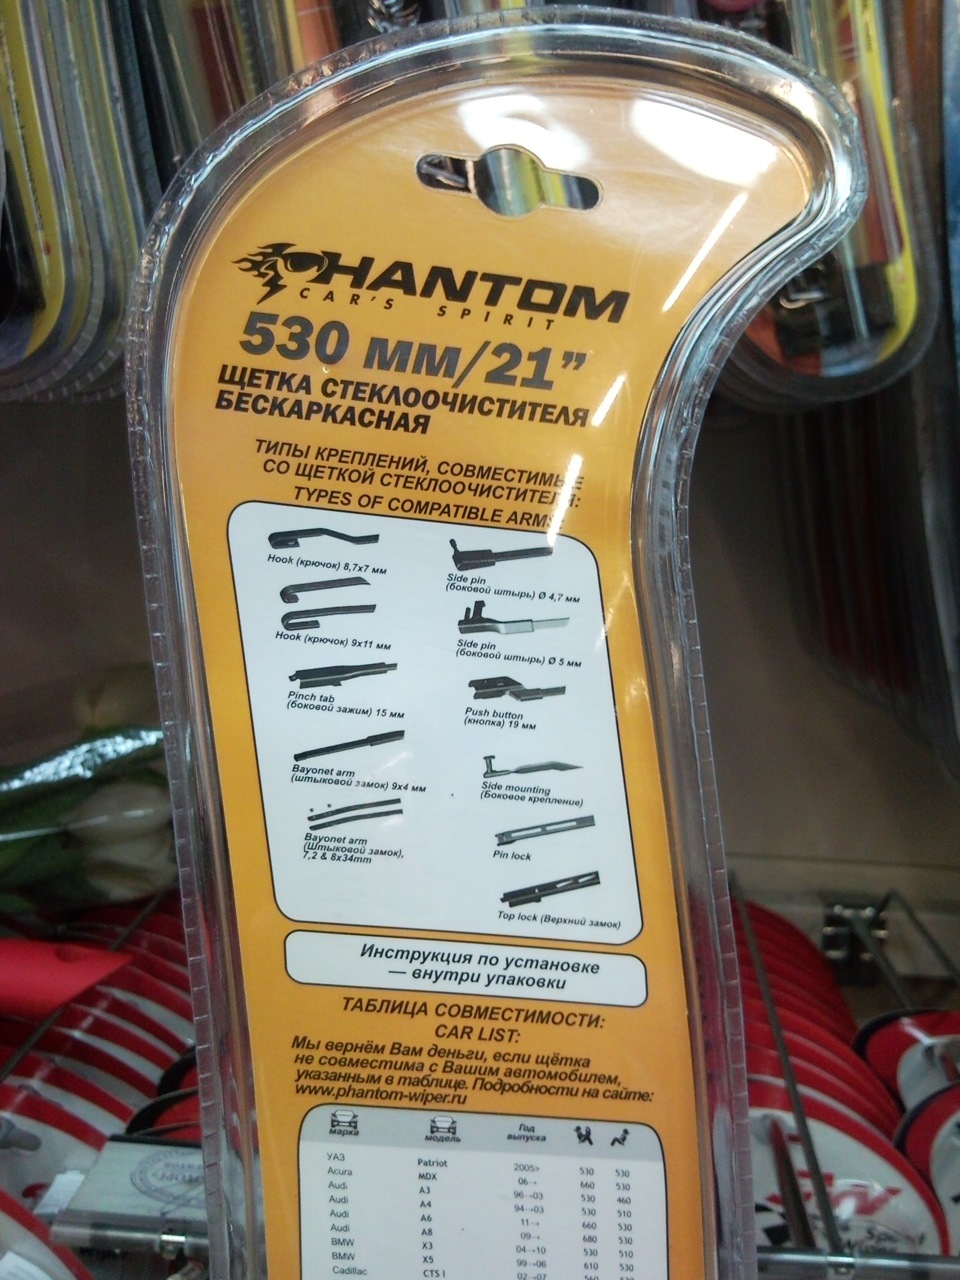 PHANTOM
CAR'S SPIRIT
530 ММ/21”
ЩЕТКА СТЕКЛООЧИСТИТЕЛЯ
БЕСКАРКАСНАЯ
ТИПЫ КРЕПЛЕНИЙ, СОВМЕСТИМЫЕ
СО ЩЕТКОЙ СТЕКЛООЧИСТИТЕЛЯ:
TYPES OF COMPATIBLE ARMS:
Hook (крючок) 8,7x7 мм
Hook (крючок) 9x11 мм
Pinch tab
(боковой зажим) 15 мм
Bayonet arm
(штыковой замок) 9x4 мм
Bayonet arm
(Штыковой замок),
7,2 & 8x34mm
Side pin
(боковой штырь) Ø 4,7 мм
Side pin
(боковой штырь) Ø 5 мм
Push button
(кнопка) 19 мм
Side mounting
(Боковое крепление)
Pin lock
Top lock (Верхний замок)
Инструкция по установке
— внутри упаковки
ТАБЛИЦА СОВМЕСТИМОСТИ:
CAR LIST:
Мы вернём Вам деньги, если щётка
не совместима с Вашим автомобилем,
указанным в таблице. Подробности на сайте:
www.phantom-wiper.ru
марка модель Год
выпуска
УАЗ Patriot 2005> 530 530
Acura MDX 06→ 660 530
Audi A3 96→03 530 460
Audi A4 94→03 530 510
Audi A6 11→ 660 530
Audi A8 09→ 680 530
BMW X3 04→10 530 510
BMW X5 99→06 610 530
Cadillac CTS I 02→07 560 530